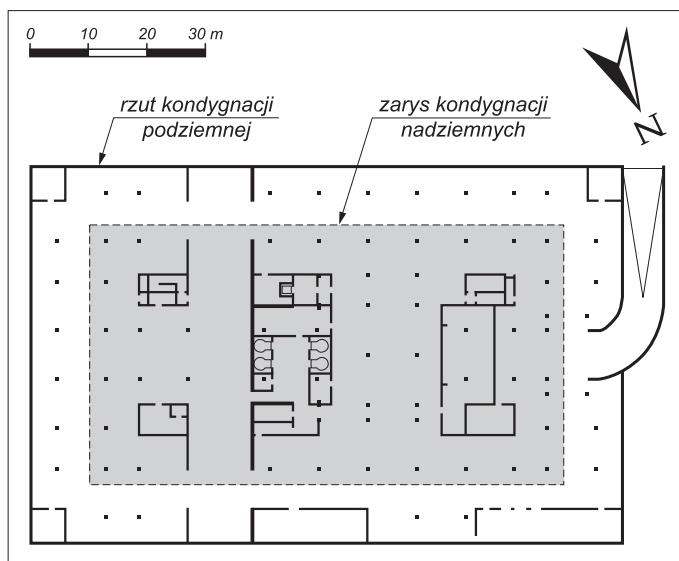 0 10 20 30 m
rzut kondygnacji
podziemnej
zarys kondygnacji
nadziemnych
N